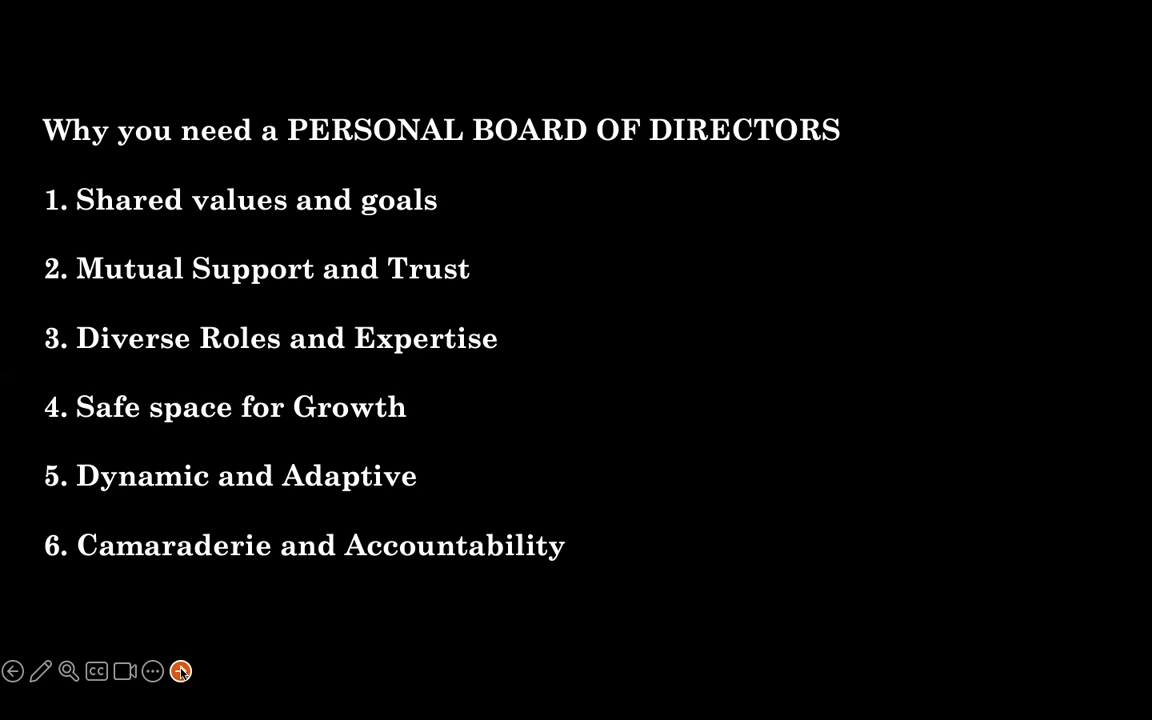 Why you need a PERSONAL BOARD OF DIRECTORS
1. Shared values and goals
2. Mutual Support and Trust
3. Diverse Roles and Expertise
4. Safe space for Growth
5. Dynamic and Adaptive
6. Camaraderie and Accountability
CC